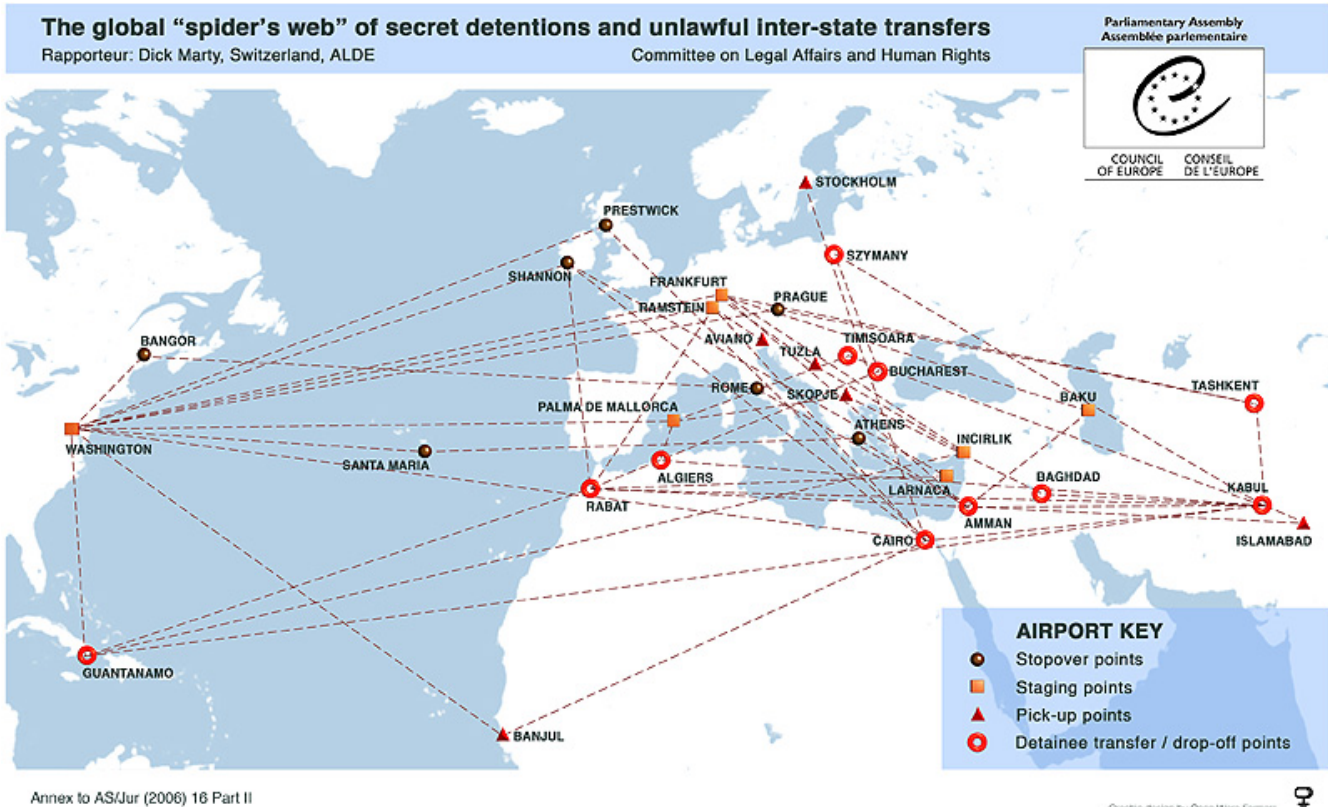 The global “spider’s web” of secret detentions and unlawful inter-state transfers
Rapporteur: Dick Marty, Switzerland, ALDE
Committee on Legal Affairs and Human Rights
Parliamentary Assembly
Assemblée parlementaire
COUNCIL OF EUROPE
CONSEIL DE L'EUROPE
STOCKHOLM
PRESTWICK
SZYMANY
SHANNON
FRANKFURT
PRAGUE
RAMSTEIN
BANGOR
AVIANO
TIMISOARA
TUZLA
BUCHAREST
ROME
SKOPJE
TASHKENT
BAKU
PALMA DE MALLORCA
ATHENS
WASHINGTON
INCIRLIK
SANTA MARIA
ALGIERS
BAGHDAD
LARNACA
KABUL
RABAT
AMMAN
CAIRO
ISLAMABAD
GUANTANAMO
BANJUL
AIRPORT KEY
Stopover points
Staging points
Pick-up points
Detainee transfer / drop-off points
Annex to AS/Jur (2006) 16 Part II